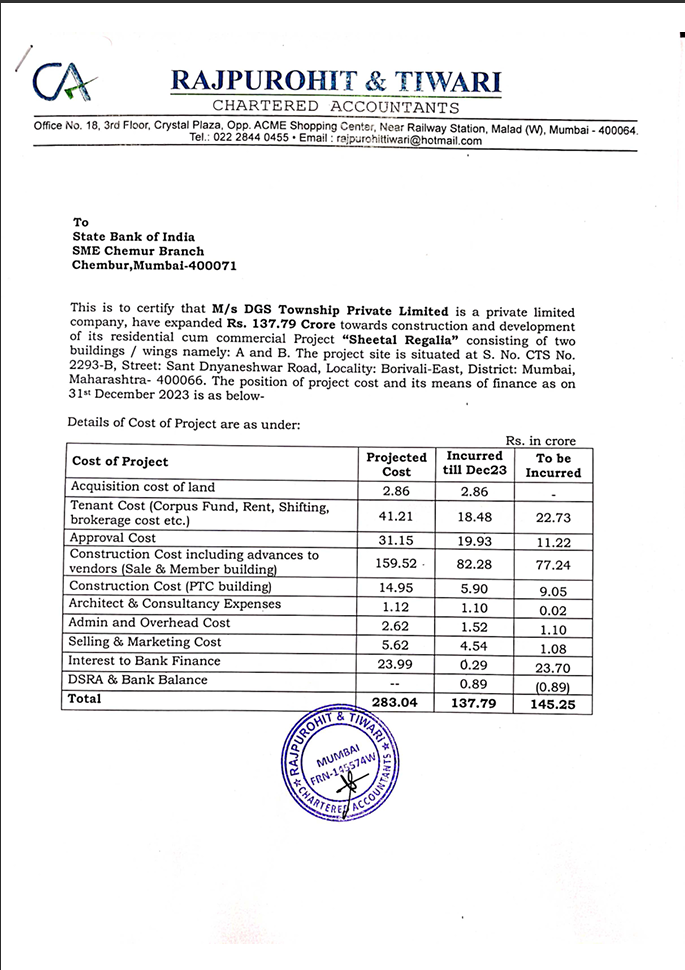 CA
RAJPUROHIT & TIWARI
CHARTERED ACCOUNTANTS
Office No. 18, 3rd Floor, Crystal Plaza, Opp. ACME Shopping Center, Near Railway Station, Malad (W), Mumbai - 400064.
Tel.: 022 2844 0455 • Email : rajpurohittiwari@hotmail.com
To
State Bank of India
SME Chemur Branch
Chembur,Mumbai-400071
This is to certify that M/s DGS Township Private Limited is a private limited
company, have expanded Rs. 137.79 Crore towards construction and development
of its residential cum commercial Project “Sheetal Regalia” consisting of two
buildings / wings namely: A and B. The project site is situated at S. No. CTS No.
2293-B, Street: Sant Dnyaneshwar Road, Locality: Borivali-East, District: Mumbai,
Maharashtra- 400066. The position of project cost and its means of finance as on
31st December 2023 is as below-
Details of Cost of Project are as under:
Rs. in crore
Cost of Project Projected Cost Incurred till Dec23 To be Incurred
Acquisition cost of land 2.86 2.86 -
Tenant Cost (Corpus Fund, Rent, Shifting,
brokerage cost etc.) 41.21 18.48 22.73
Approval Cost 31.15 19.93 11.22
Construction Cost including advances to
vendors (Sale & Member building) 159.52 82.28 77.24
Construction Cost (PTC building) 14.95 5.90 9.05
Architect & Consultancy Expenses 1.12 1.10 0.02
Admin and Overhead Cost 2.62 1.52 1.10
Selling & Marketing Cost 5.62 4.54 1.08
Interest to Bank Finance 23.99 0.29 23.70
DSRA & Bank Balance -- 0.89 (0.89)
Total 283.04 137.79 145.25
RAJPUROHIT & TIWARI
MUMBAI
FRN-145574W
CHARTERED ACCOUNTANTS